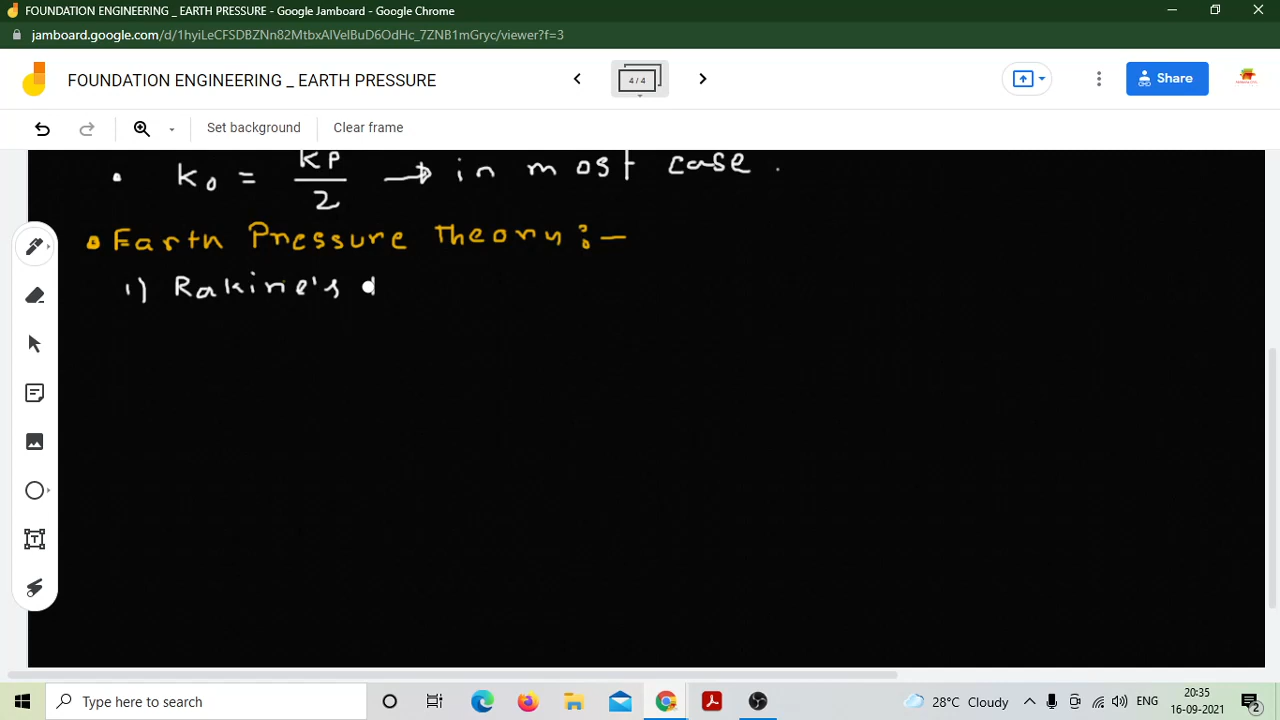 FOUNDATION ENGINEERING _ EARTH PRESSURE - Google Jamboard - Google Chrome
jamboard.google.com/d/1hyiLeCFSDBZNn82MtbxAlVelBuD6OdHc_7ZNB1mGryc/viewer?f=3
FOUNDATION ENGINEERING _ EARTH PRESSURE
4 / 4
Share
Set background
Clear frame
• Ko = KP/2 → in most case .
• Earth Pressure Theory :-
1) Rakine's
Type here to search
28°C Cloudy
ENG
20:35
16-09-2021
2